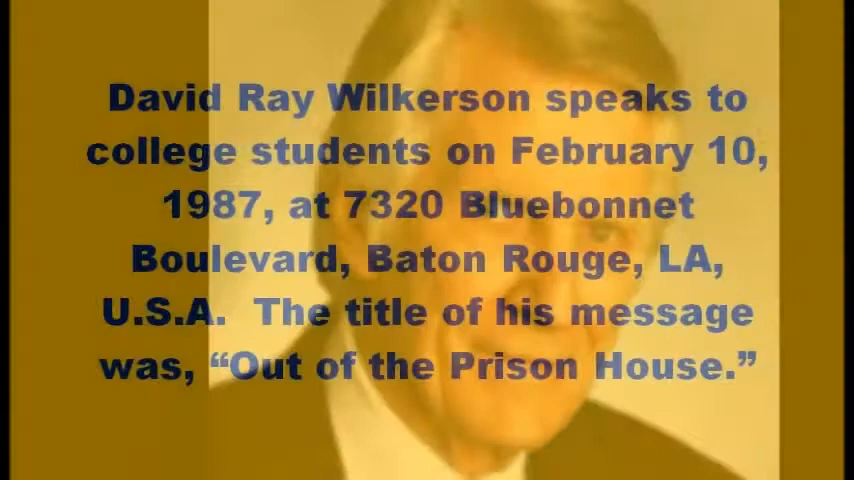 David Ray Wilkerson speaks to
college students on February 10,
1987, at 7320 Bluebonnet
Boulevard, Baton Rouge, LA,
U.S.A.  The title of his message
was, “Out of the Prison House.”